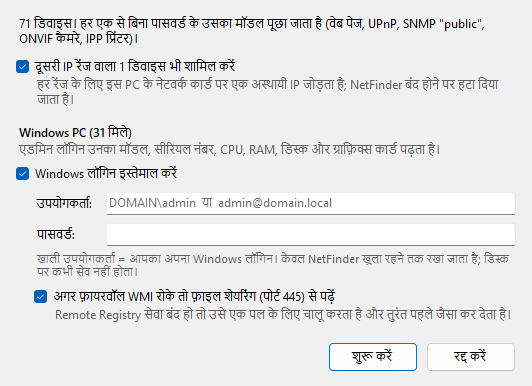 71 डिवाइस। हर एक से बिना पासवर्ड के उसका मॉडल पूछा जाता है (वेब पेज, UPnP, SNMP "public",
ONVIF कैमरे, IPP प्रिंटर)।
दूसरी IP रेंज वाला 1 डिवाइस भी शामिल करें
हर रेंज के लिए इस PC के नेटवर्क कार्ड पर एक अस्थायी IP जोड़ता है; NetFinder बंद होने पर हटा दिया
जाता है।
Windows PC (31 मिले)
एडमिन लॉगिन उनका मॉडल, सीरियल नंबर, CPU, RAM, डिस्क और ग्राफ़िक्स कार्ड पढ़ता है।
Windows लॉगिन इस्तेमाल करें
उपयोगकर्ता: DOMAIN\admin या admin@domain.local
पासवर्ड:
खाली उपयोगकर्ता = आपका अपना Windows लॉगिन। केवल NetFinder खुला रहने तक रखा जाता है; डिस्क
पर कभी सेव नहीं होता।
अगर फ़ायरवॉल WMI रोके तो फ़ाइल शेयरिंग (पोर्ट 445) से पढ़ें
Remote Registry सेवा बंद हो तो उसे एक पल के लिए चालू करता है और तुरंत पहले जैसा कर देता है।
शुरू करें रद्द करें